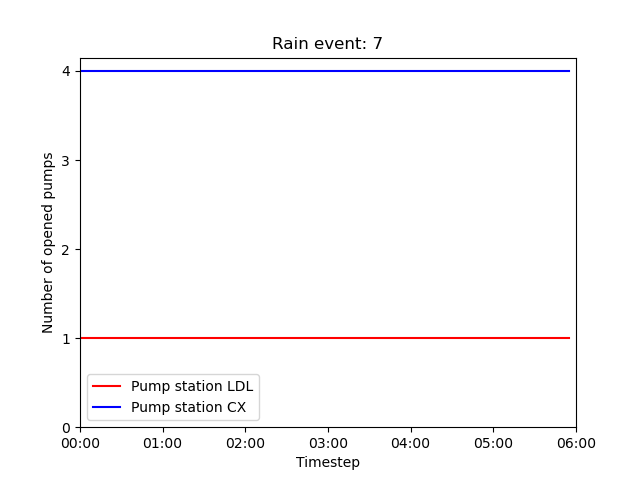 Rain event: 7
Number of opened pumps
4
3
2
1
0
Pump station LDL
Pump station CX
00:00 01:00 02:00 03:00 04:00 05:00 06:00
Timestep